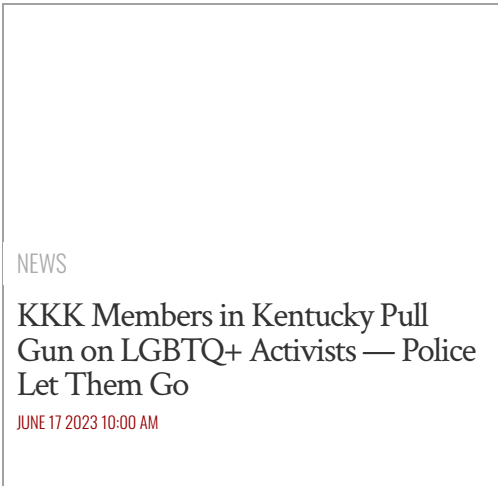 NEWS
KKK Members in Kentucky Pull
Gun on LGBTQ+ Activists — Police
Let Them Go
JUNE 17 2023 10:00 AM